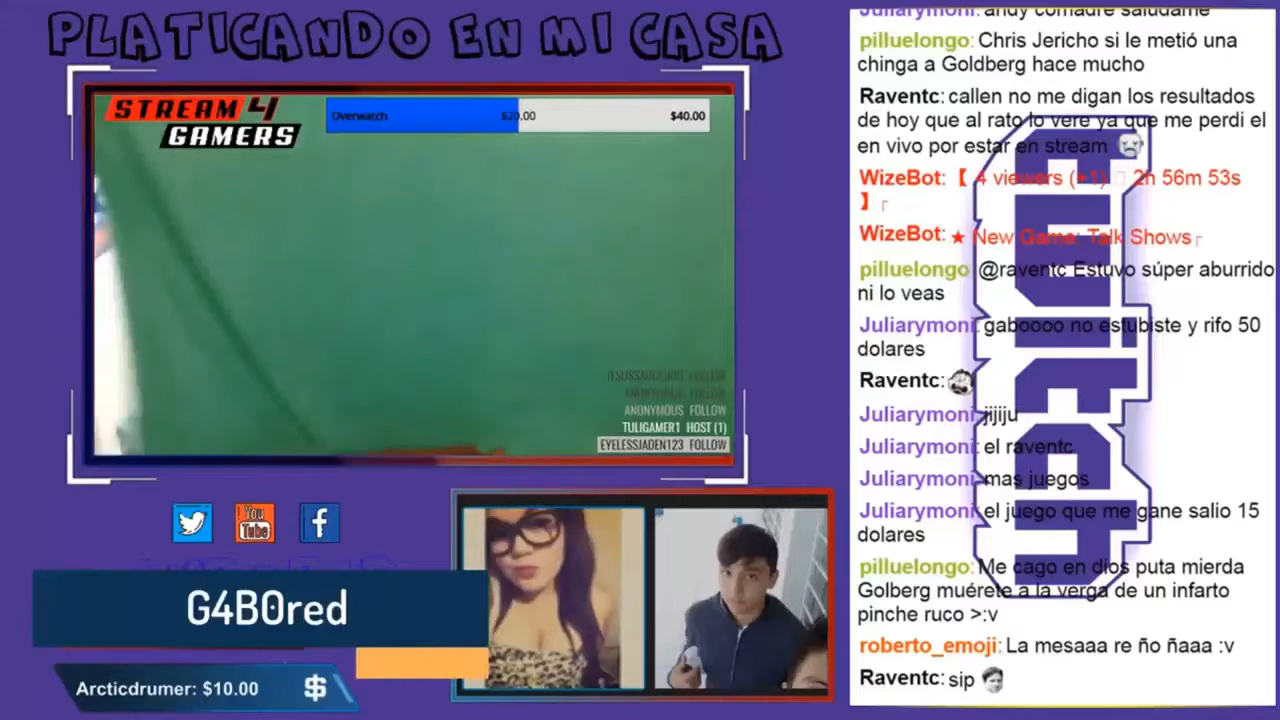 PLATICANDO EN MI CASA
STREAM 4
GAMERS
Overwatch
$20.00
$40.00
ANONYMOUS FOLLOW
ANONYMOUS FOLLOW
TULIGAMER1 HOST (1)
EYELESSJADEN123 FOLLOW
You
Tube
G4B0red
Arcticdrumer: $10.00
Juliarymoni: andy comadre saludame
pilluelongo: Chris Jericho si le metió una
chinga a Goldberg hace mucho
Raventc: callen no me digan los resultados
de hoy que al rato lo vere ya que me perdi el
en vivo por estar en stream
WizeBot: 【 4 viewers (+1) 2h 56m 53s
】
WizeBot: ★ New Game: Talk Shows
pilluelongo @raventc Estuvo súper aburrido
ni lo veas
Juliarymoni: gaboooo no estubiste y rifo 50
dolares
Raventc:
Juliarymoni: jijiju
Juliarymoni: el raventc
Juliarymoni: mas juegos
Juliarymoni: el juego que me gane salio 15
dolares
pilluelongo: Me cago en dios puta mierda
Golberg muérete a la verga de un infarto
pinche ruco >:v
roberto_emoji: La mesaaa re ño ñaaa :v
Raventc: sip
twitch